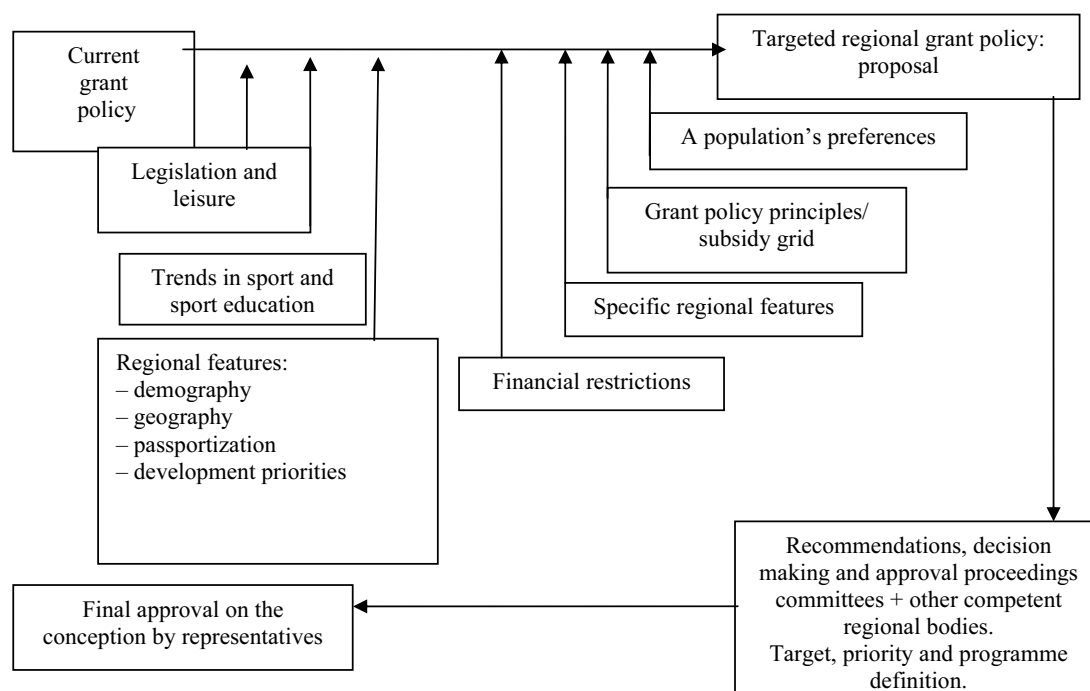 Current
grant
policy
Targeted regional grant policy:
proposal
Legislation and
leisure
A population’s preferences
Grant policy principles/
subsidy grid
Trends in sport and
sport education
Specific regional features
Regional features:
– demography
– geography
– passportization
– development priorities
Financial restrictions
Recommendations, decision
making and approval proceedings
committees + other competent
regional bodies.
Target, priority and programme
definition.
Final approval on the
conception by representatives